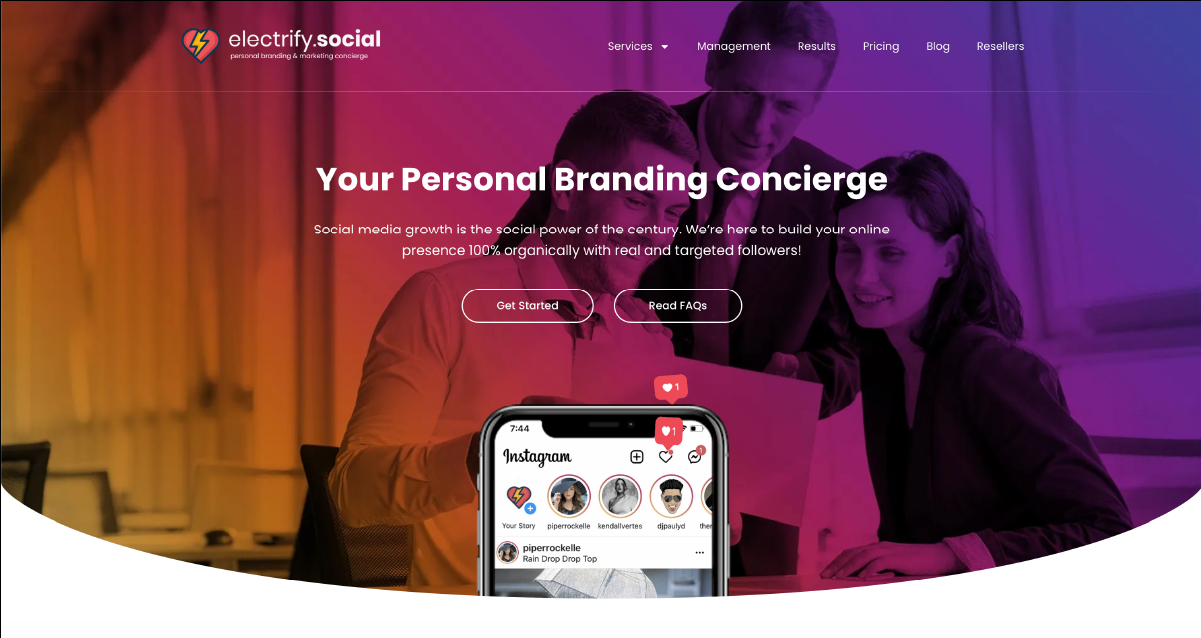 electrify.social
personal branding & marketing concierge
Services Management Results Pricing Blog Resellers
Your Personal Branding Concierge
Social media growth is the social power of the century. We're here to build your online
presence 100% organically with real and targeted followers!
Get Started Read FAQs
1
7:44
1
Instagram
1
Your Story piperrockelle kendallvertes djpaulyd ther
piperrockelle
Rain Drop Drop Top